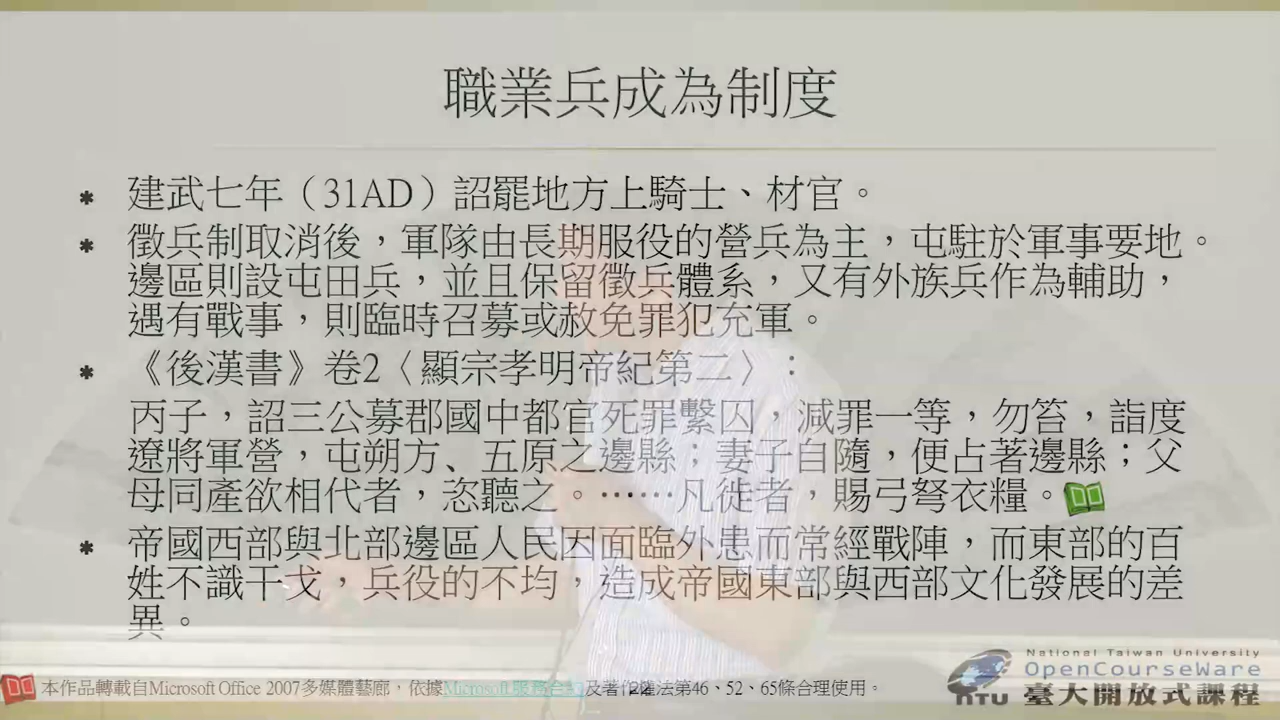 職業兵成為制度
建武七年（31AD）詔罷地方上騎士、材官。
徵兵制取消後，軍隊由長期服役的營兵為主，屯駐於軍事要地。
邊區則設屯田兵，並且保留徵兵體系，又有外族兵作為輔助，
遇有戰事，則臨時召募或赦免罪犯充軍。
《後漢書》卷2〈顯宗孝明帝紀第二〉：
丙子，詔三公募郡國中都官死罪繫囚，減罪一等，勿笞，詣度
遼將軍營，屯朔方、五原之邊縣；妻子自隨，便占著邊縣；父
母同產欲相代者，恣聽之。……凡徙者，賜弓弩衣糧。
帝國西部與北部邊區人民因面臨外患而常經戰陣，而東部的百
姓不識干戈，兵役的不均，造成帝國東部與西部文化發展的差
異。
本作品轉載自Microsoft Office 2007多媒體藝廊，依據Microsoft服務合約及著作權法第46、52、65條合理使用。
National Taiwan University
OpenCourseWare
NTU 臺大開放式課程